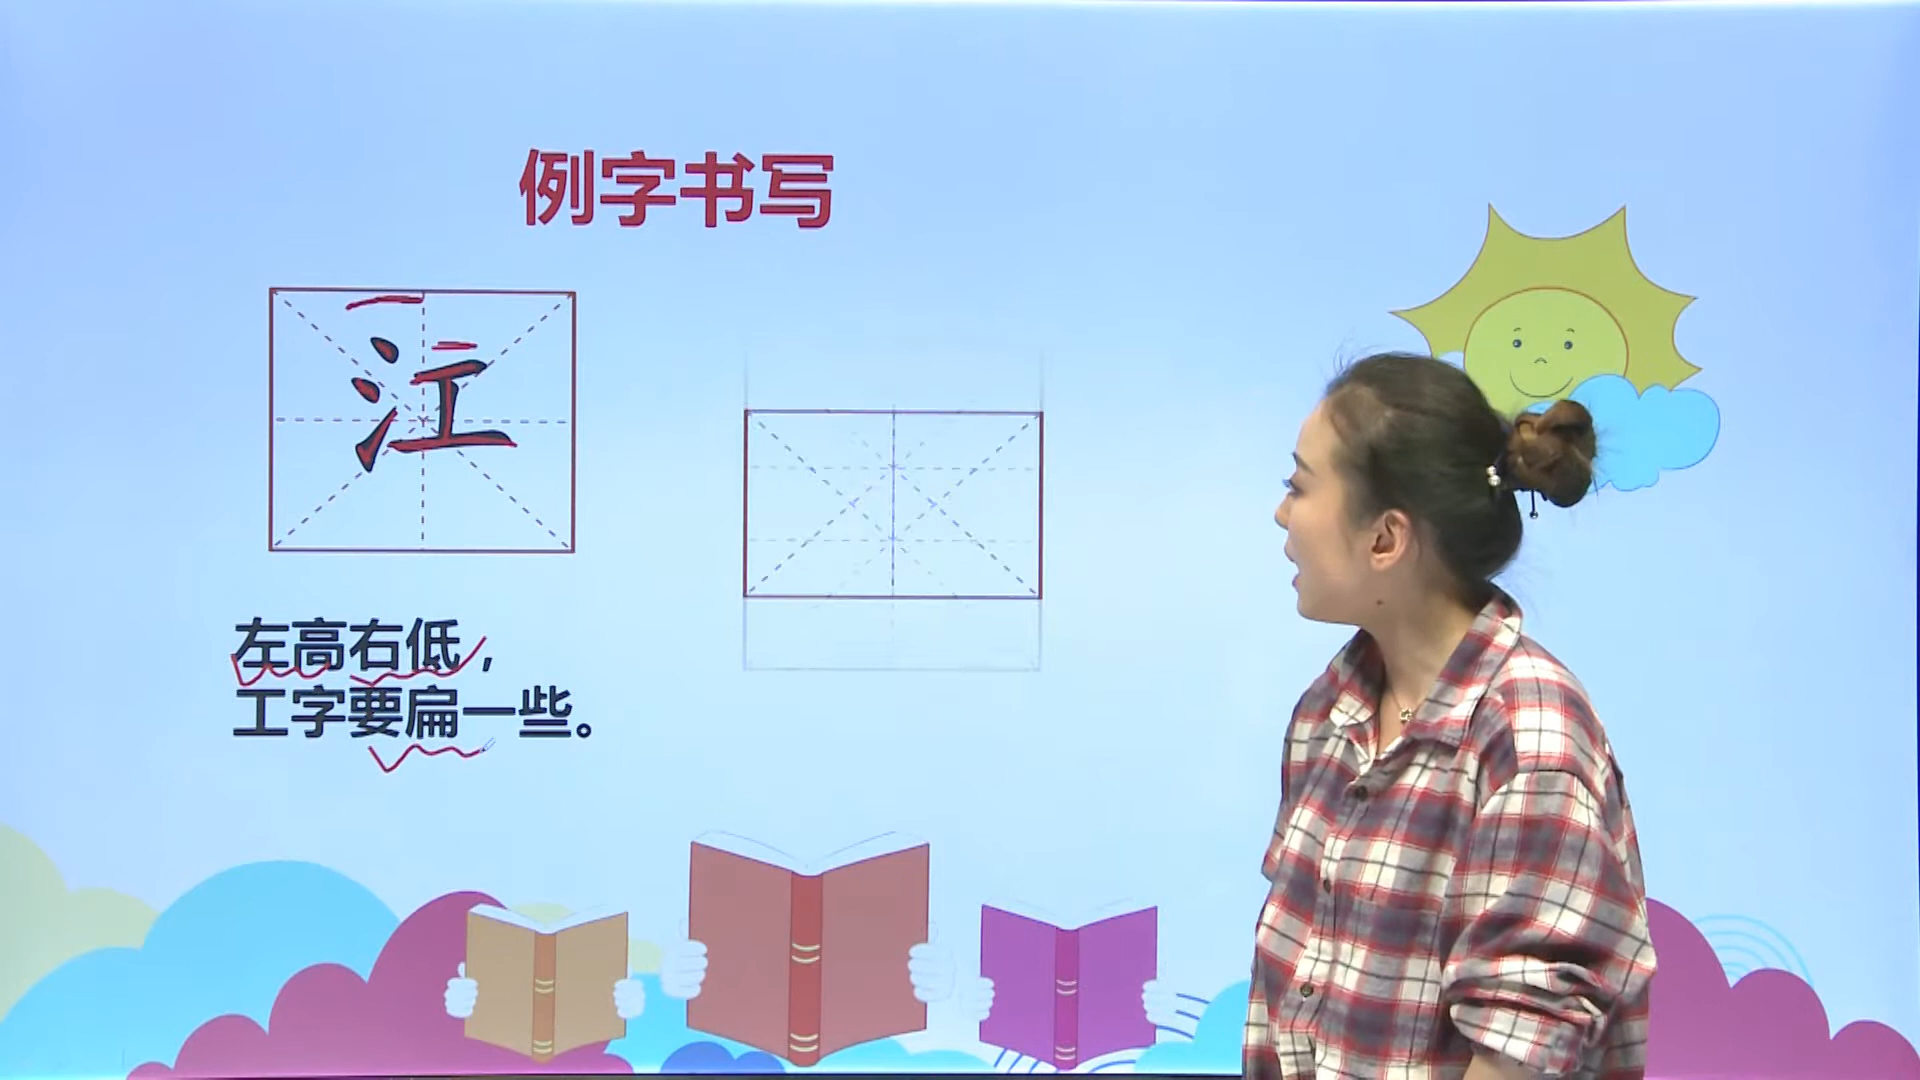 例字书写
江
左高右低，
工字要扁一些。